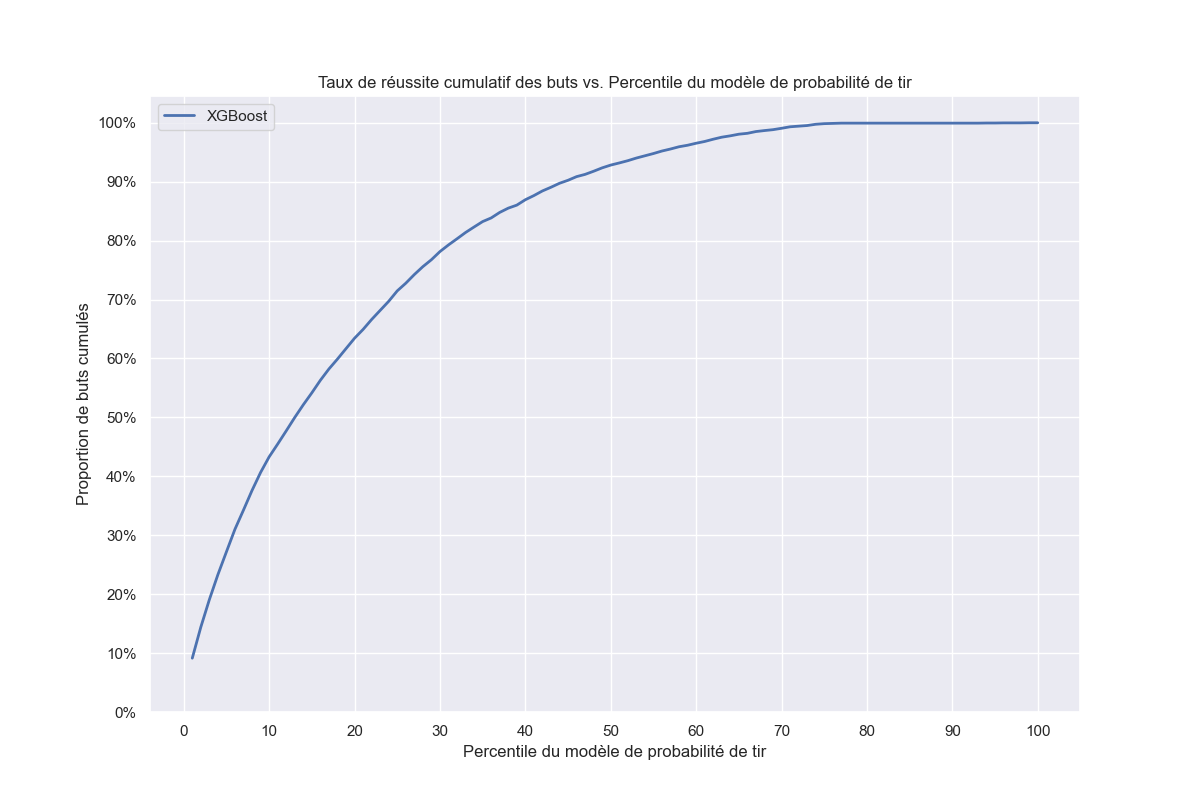 Taux de réussite cumulatif des buts vs. Percentile du modèle de probabilité de tir
XGBoost
100%
90%
80%
70%
60%
50%
40%
30%
20%
10%
0%
Proportion de buts cumulés
0 10 20 30 40 50 60 70 80 90 100
Percentile du modèle de probabilité de tir